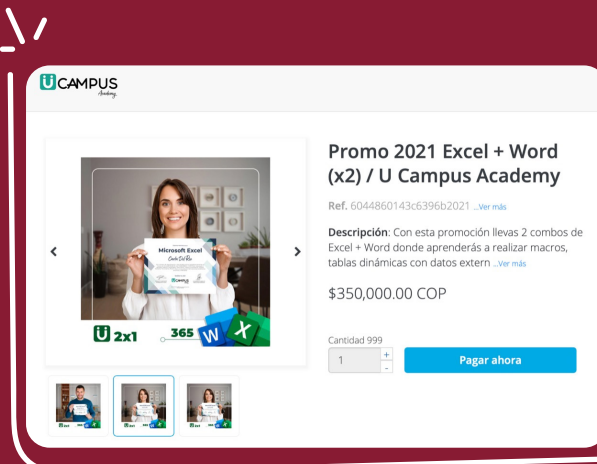 Ü CAMPUS
Academy
Promo 2021 Excel + Word
(x2) / U Campus Academy
Ref. 6044860143c6396b2021 ...Ver más
Descripción: Con esta promoción llevas 2 combos de
Excel + Word donde aprenderás a realizar macros,
tablas dinámicas con datos extern ...Ver más
$350,000.00 COP
Cantidad 999
1
+
-
Pagar ahora
Microsoft Excel
Ü 2x1
365
W
X